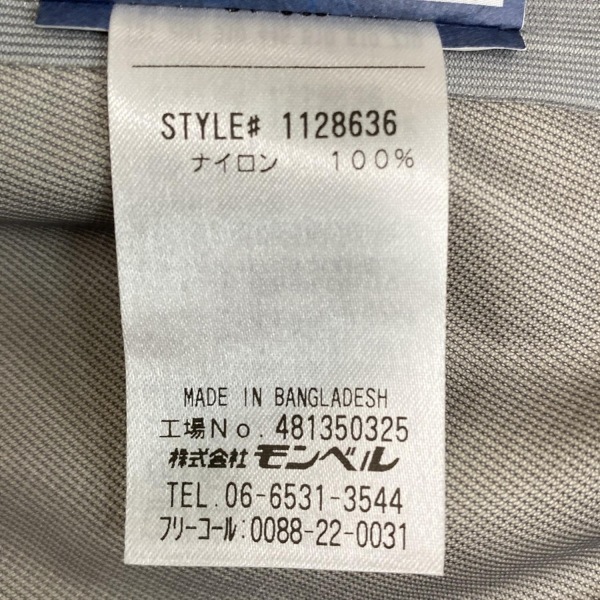 STYLE# 1128636
ナイロン 100%
MADE IN BANGLADESH
工場No. 481350325
株式会社 モンベル
TEL. 06-6531-3544
フリーコール:0088-22-0031